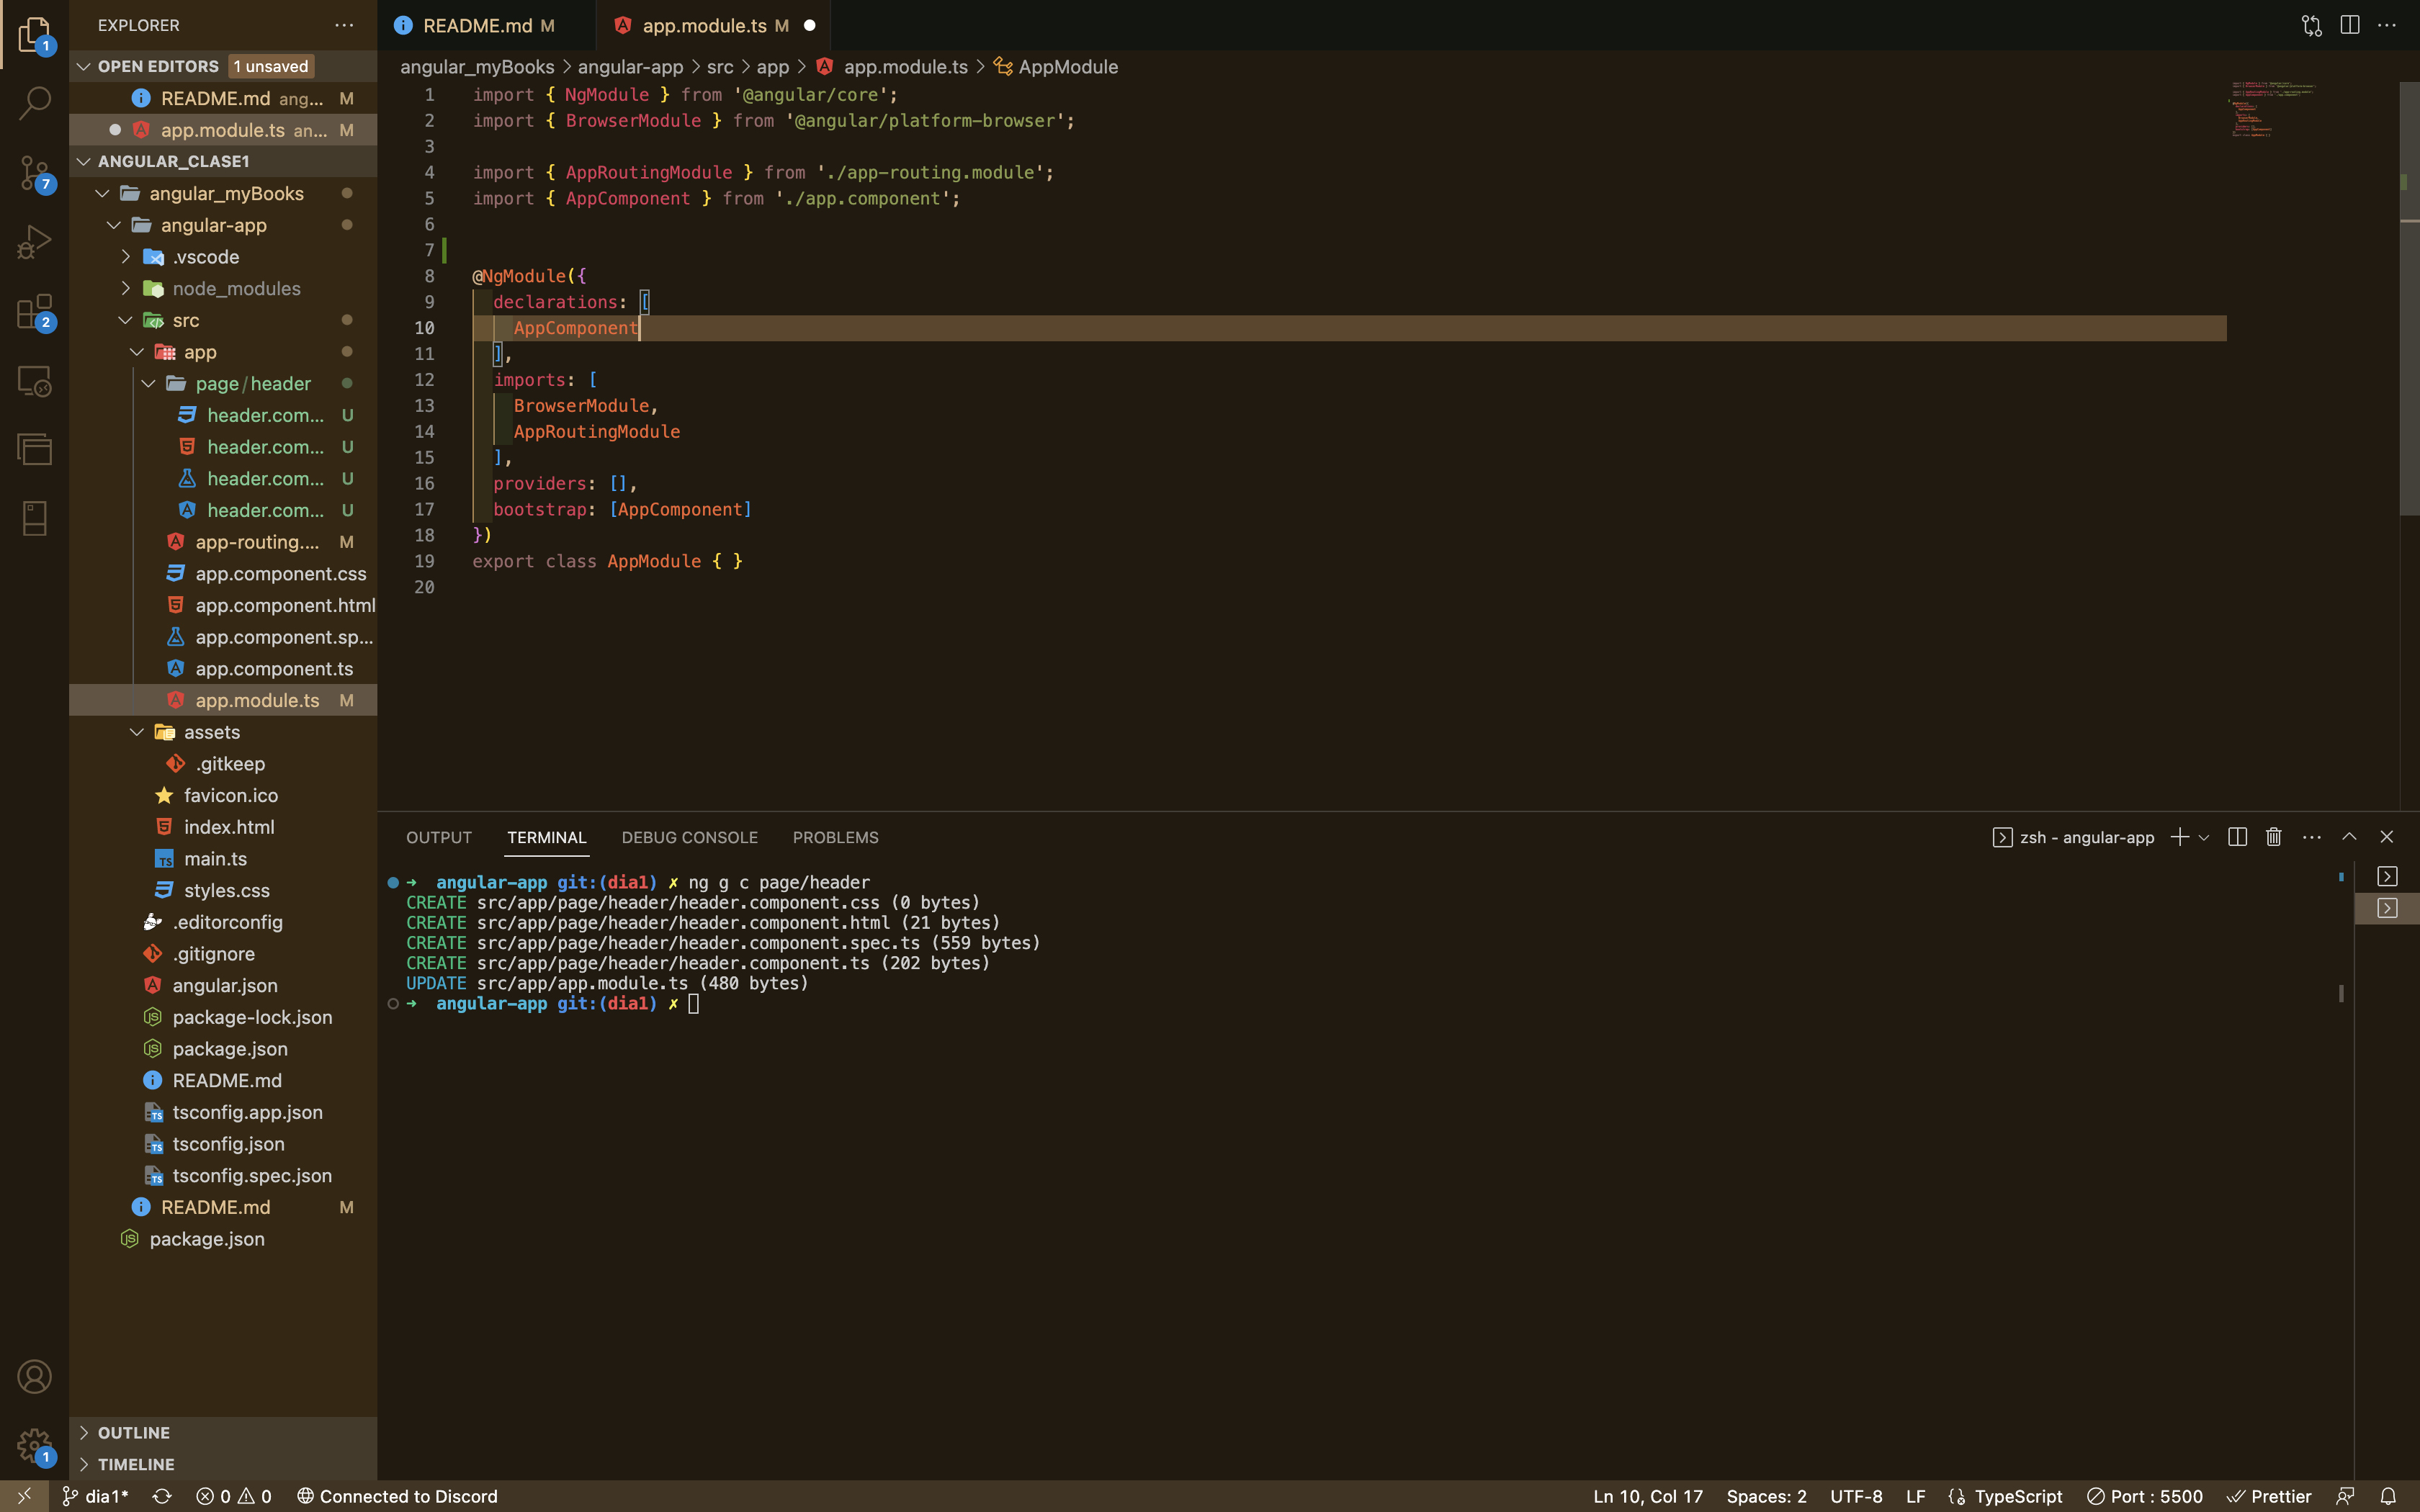 EXPLORER
OPEN EDITORS 1 unsaved
README.md ang... M
app.module.ts an... M
ANGULAR_CLASE1
angular_myBooks
angular-app
.vscode
node_modules
src
app
page/header
header.com... U
header.com... U
header.com... U
header.com... U
app-routing.... M
app.component.css
app.component.html
app.component.sp...
app.component.ts
app.module.ts M
assets
.gitkeep
favicon.ico
index.html
main.ts
styles.css
.editorconfig
.gitignore
angular.json
package-lock.json
package.json
README.md
tsconfig.app.json
tsconfig.json
tsconfig.spec.json
README.md M
package.json
OUTLINE
TIMELINE
1
7
2
1
README.md M
app.module.ts M
angular_myBooks > angular-app > src > app > app.module.ts > AppModule
1 import { NgModule } from '@angular/core';
2 import { BrowserModule } from '@angular/platform-browser';
3
4 import { AppRoutingModule } from './app-routing.module';
5 import { AppComponent } from './app.component';
6
7
8 @NgModule({
9 declarations: [
10 AppComponent
11 ],
12 imports: [
13 BrowserModule,
14 AppRoutingModule
15 ],
16 providers: [],
17 bootstrap: [AppComponent]
18 })
19 export class AppModule { }
20
OUTPUT TERMINAL DEBUG CONSOLE PROBLEMS
zsh - angular-app
➜ angular-app git:(dia1) ✗ ng g c page/header
CREATE src/app/page/header/header.component.css (0 bytes)
CREATE src/app/page/header/header.component.html (21 bytes)
CREATE src/app/page/header/header.component.spec.ts (559 bytes)
CREATE src/app/page/header/header.component.ts (202 bytes)
UPDATE src/app/app.module.ts (480 bytes)
➜ angular-app git:(dia1) ✗
dia1* 0 0 Connected to Discord
Ln 10, Col 17 Spaces: 2 UTF-8 LF TypeScript Port : 5500 Prettier